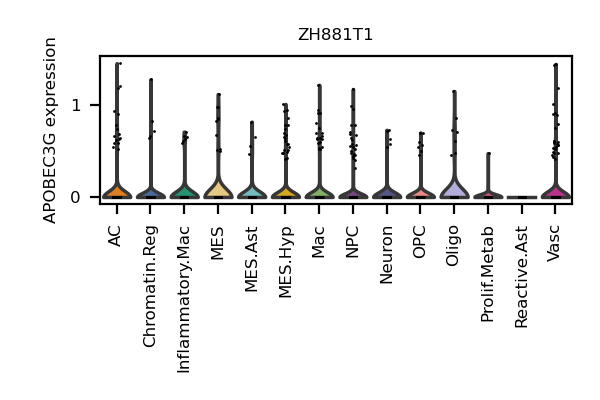 ZH881T1
APOBEC3G expression
1
0
AC
Chromatin.Reg
Inflammatory.Mac
MES
MES.Ast
MES.Hyp
Mac
NPC
Neuron
OPC
Oligo
Prolif.Metab
Reactive.Ast
Vasc